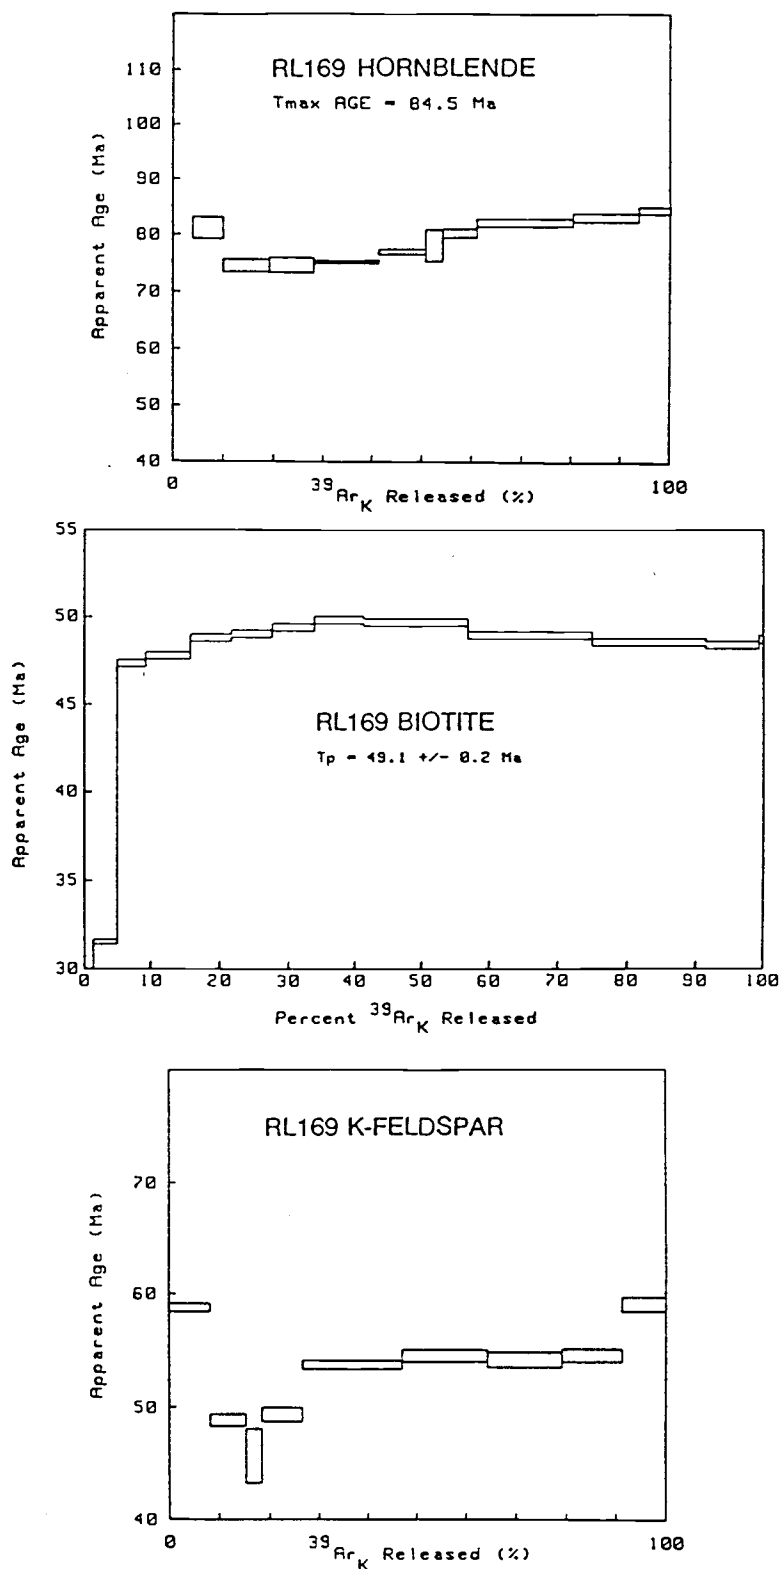 RL169 HORNBLENDE
Tmax AGE = 84.5 Ma
Apparent Age (Ma)
110
100
90
80
70
60
50
40
0 100
39ArK Released (%)
55
50
45
40
35
30
Apparent Age (Ma)
RL169 BIOTITE
Tp = 49.1 +/- 0.2 Ma
0 10 20 30 40 50 60 70 80 90 100
Percent 39ArK Released
RL169 K-FELDSPAR
Apparent Age (Ma)
70
60
50
40
0 100
39ArK Released (%)